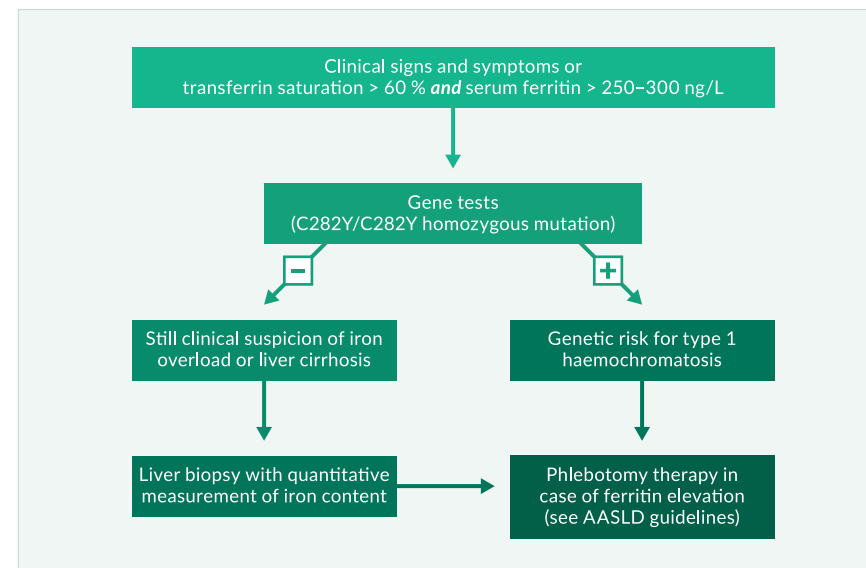 Clinical signs and symptoms or
transferrin saturation > 60 % and serum ferritin > 250–300 ng/L
Gene tests
(C282Y/C282Y homozygous mutation)
−
+
Still clinical suspicion of iron
overload or liver cirrhosis
Genetic risk for type 1
haemochromatosis
Liver biopsy with quantitative
measurement of iron content
Phlebotomy therapy in
case of ferritin elevation
(see AASLD guidelines)